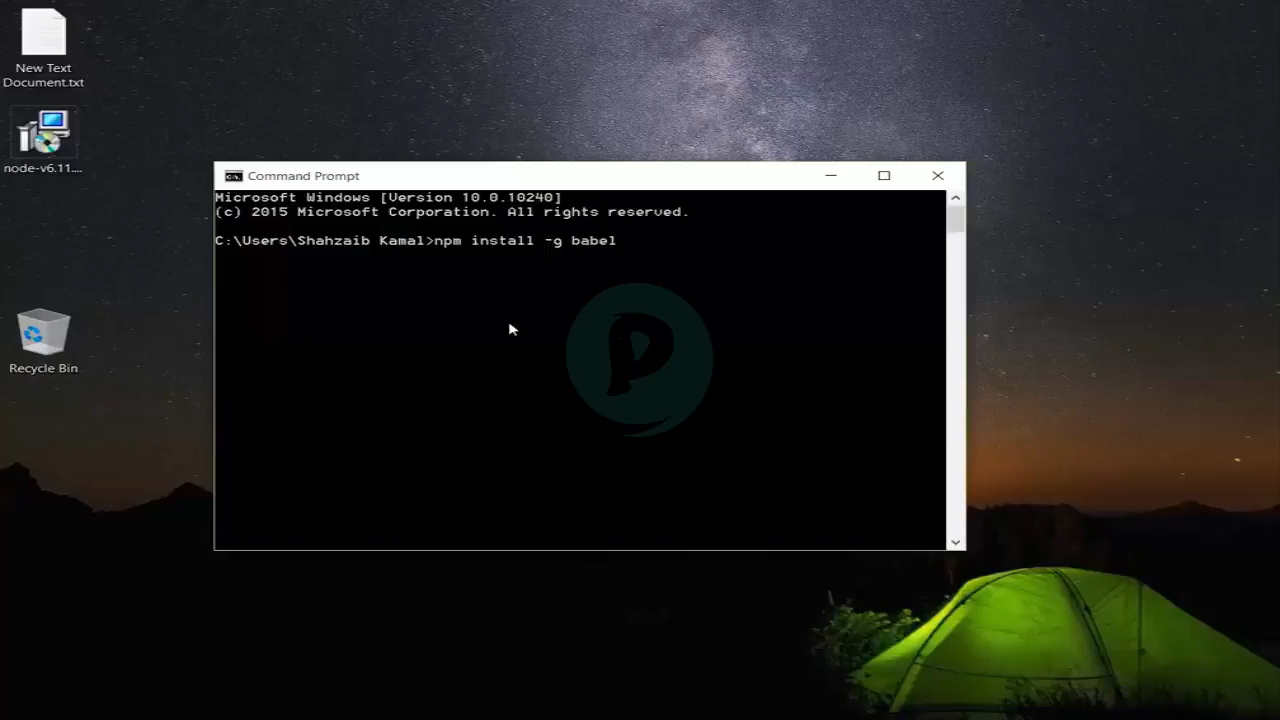 New Text
Document.txt
node-v6.11....
Recycle Bin
Command Prompt
Microsoft Windows [Version 10.0.10240]
(c) 2015 Microsoft Corporation. All rights reserved.
C:\Users\Shahzaib Kamal>npm install -g babel